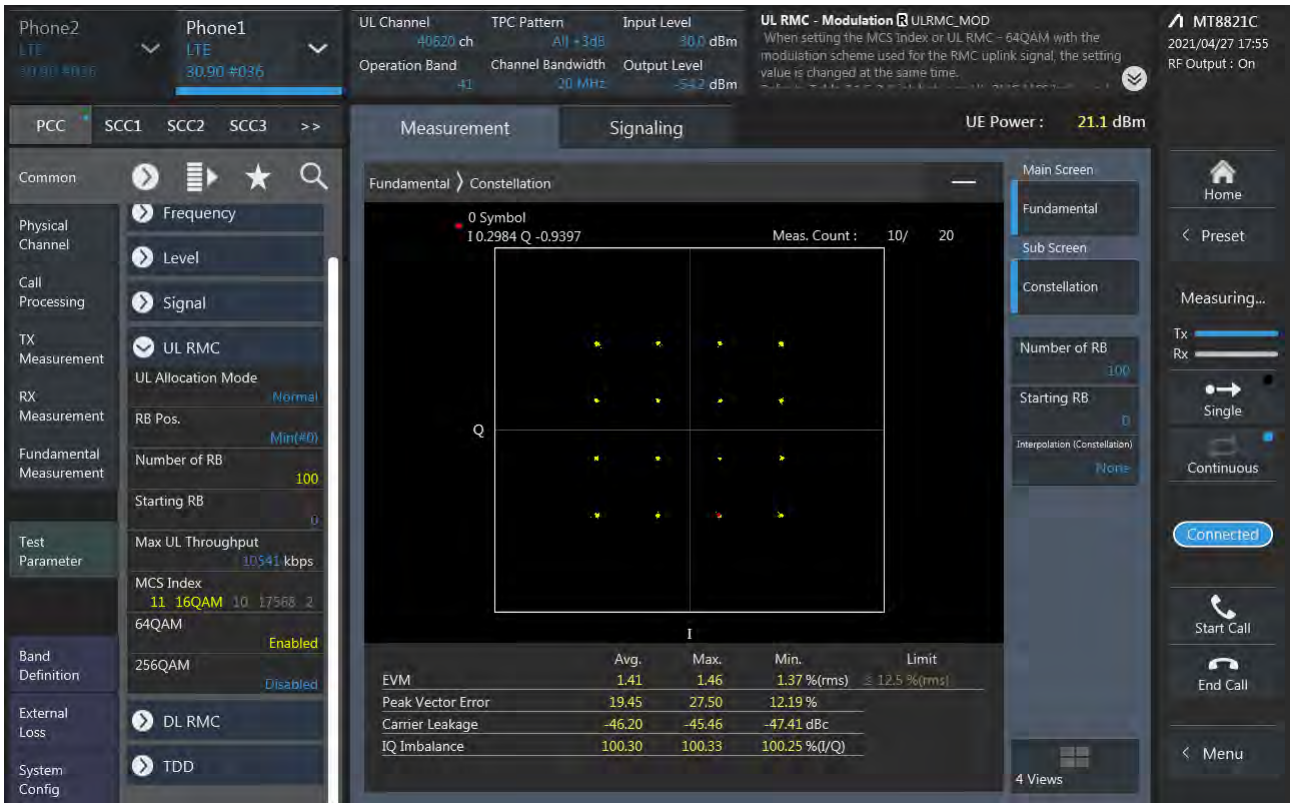 Phone2
LTE
30.90 #036
Phone1
LTE
30.90 #036
UL Channel
40620 ch
TPC Pattern
All +3dB
Input Level
30.0 dBm
Operation Band
41
Channel Bandwidth
20 MHz
Output Level
-54.2 dBm
UL RMC - Modulation R ULRMC_MOD
When setting the MCS Index or UL RMC – 64QAM with the
modulation scheme used for the RMC uplink signal, the setting
value is changed at the same time.
MT8821C
2021/04/27 17:55
RF Output : On
PCC SCC1 SCC2 SCC3 >>
Measurement
Signaling
UE Power : 21.1 dBm
Common
Physical
Channel
Call
Processing
TX
Measurement
RX
Measurement
Fundamental
Measurement
Test
Parameter
Band
Definition
External
Loss
System
Config
Frequency
Level
Signal
UL RMC
UL Allocation Mode
Normal
RB Pos.
Min(#0)
Number of RB
100
Starting RB
0
Max UL Throughput
10541 kbps
MCS Index
11 16QAM 10 17568 2
64QAM
Enabled
256QAM
Disabled
DL RMC
TDD
Fundamental > Constellation
0 Symbol
I 0.2984 Q -0.9397
Meas. Count : 10/ 20
Q
I
Avg. Max. Min. Limit
EVM 1.41 1.46 1.37 %(rms) ≤ 12.5 %(rms)
Peak Vector Error 19.45 27.50 12.19 %
Carrier Leakage -46.20 -45.46 -47.41 dBc
IQ Imbalance 100.30 100.33 100.25 %(I/Q)
Main Screen
Fundamental
Sub Screen
Constellation
Number of RB
100
Starting RB
0
Interpolation (Constellation)
None
4 Views
Home
< Preset
Measuring...
Tx
Rx
Single
Continuous
Connected
Start Call
End Call
< Menu